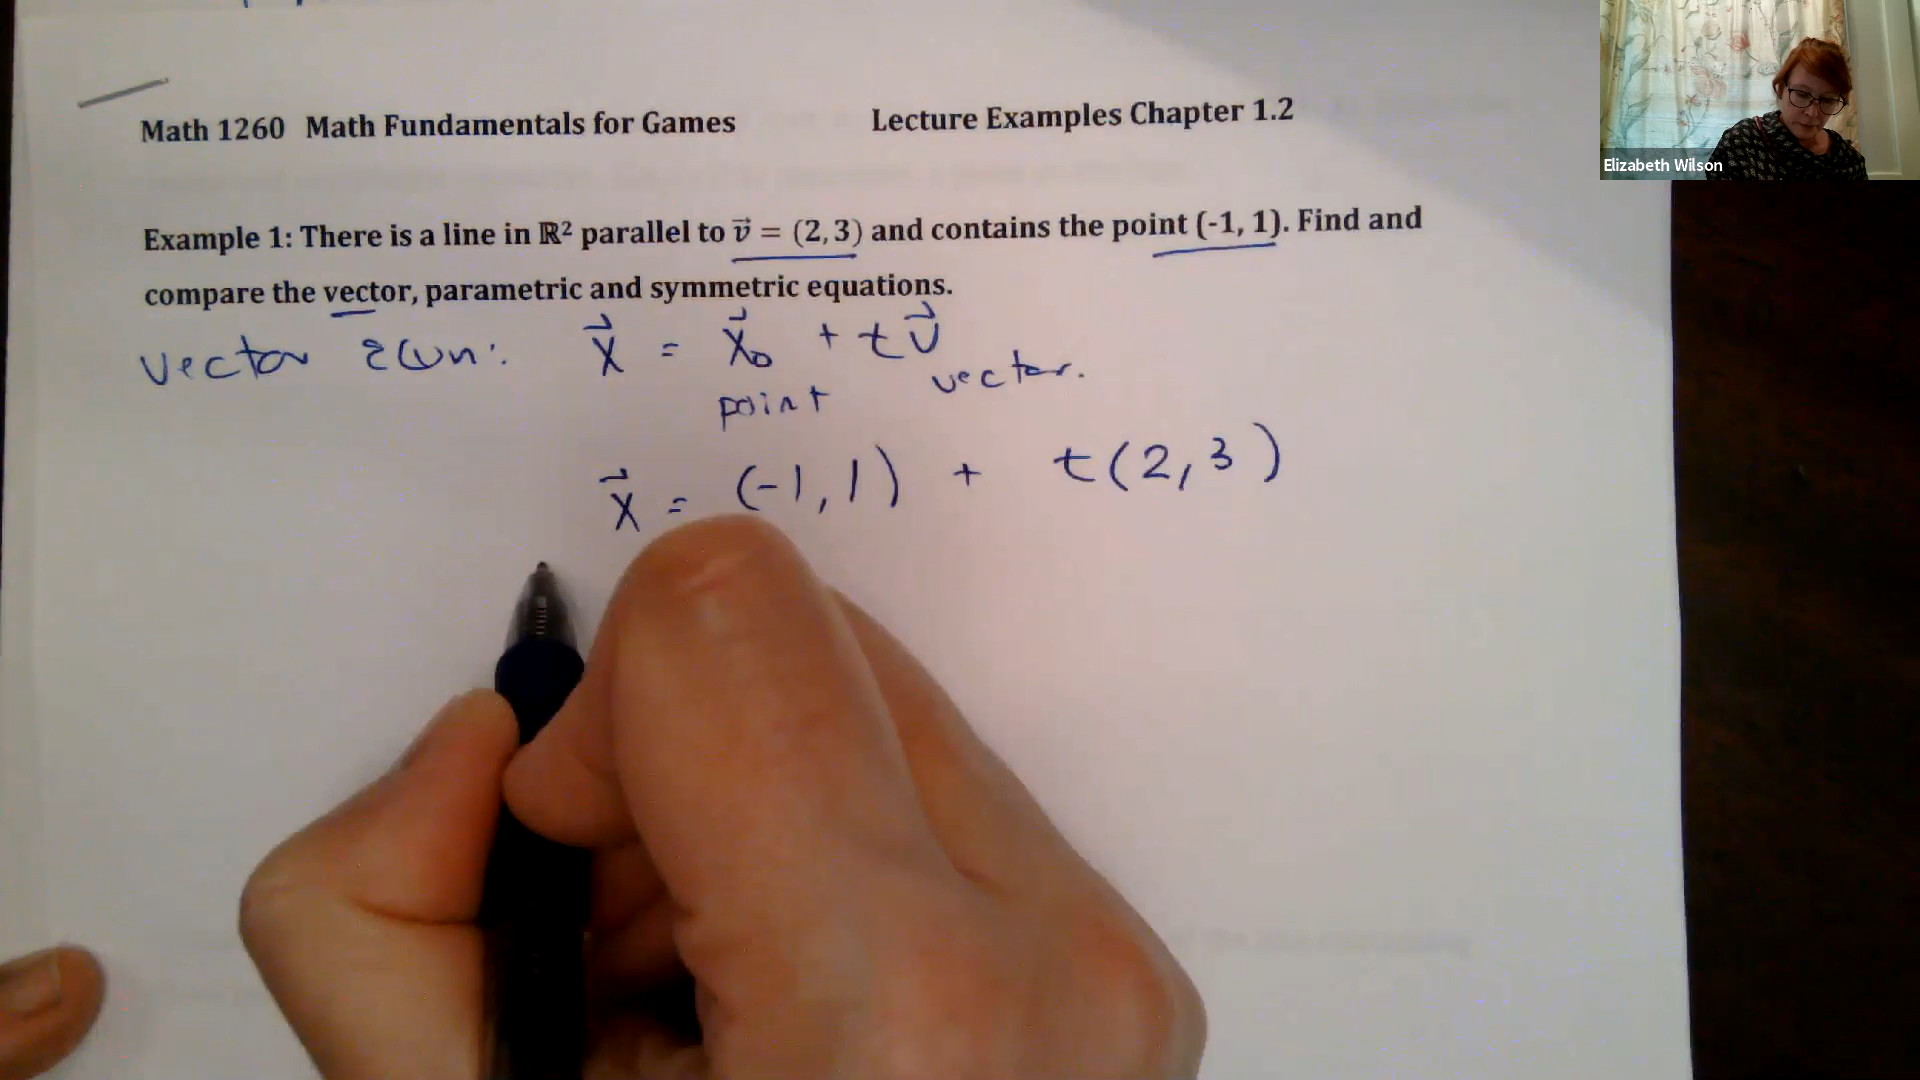 Math 1260 Math Fundamentals for Games Lecture Examples Chapter 1.2
Elizabeth Wilson
Example 1: There is a line in ℝ² parallel to v⃗ = (2,3) and contains the point (-1, 1). Find and
compare the vector, parametric and symmetric equations.
vector eqn: x⃗ = x⃗₀ + t v⃗
point vector.
x⃗ = (-1, 1) + t(2, 3)